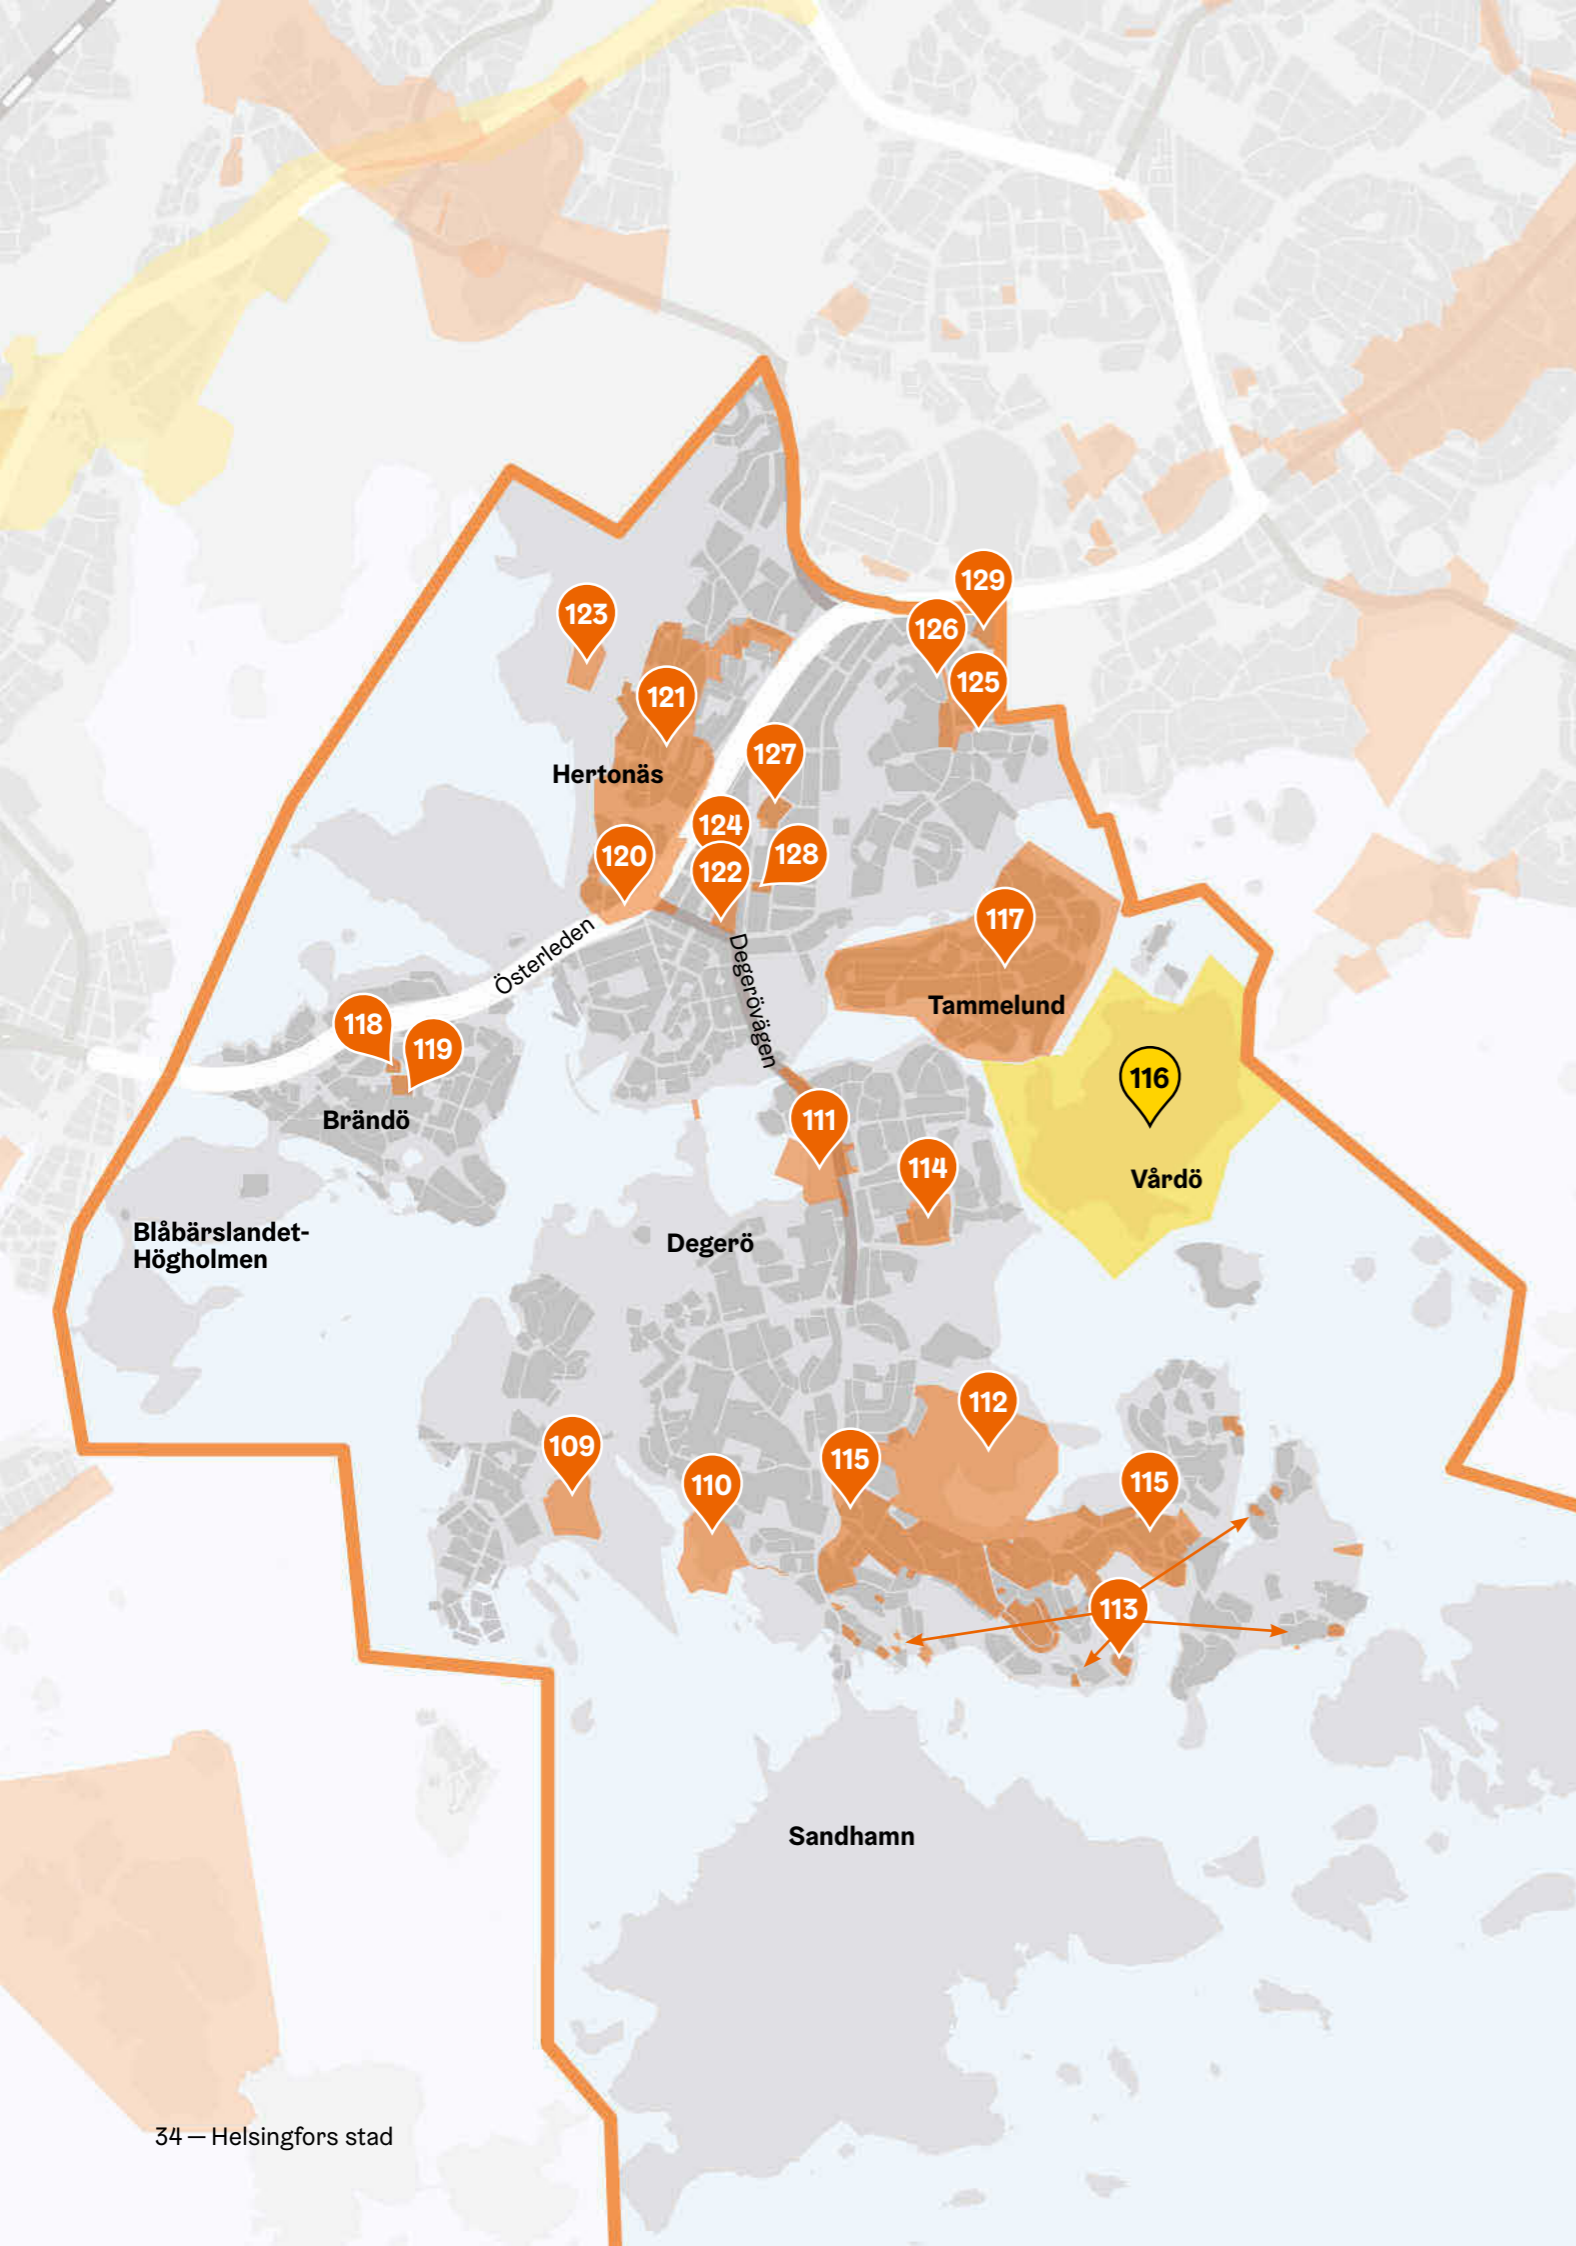 129
123
126
125
121
127
Hertonäs
124
128
120
122
117
Österleden
Degerövägen
Tammelund
118
119
116
Brändö
111
114
Vårdö
Blåbärslandet-
Högholmen
Degerö
112
109
115
110
115
113
Sandhamn
34 — Helsingfors stad